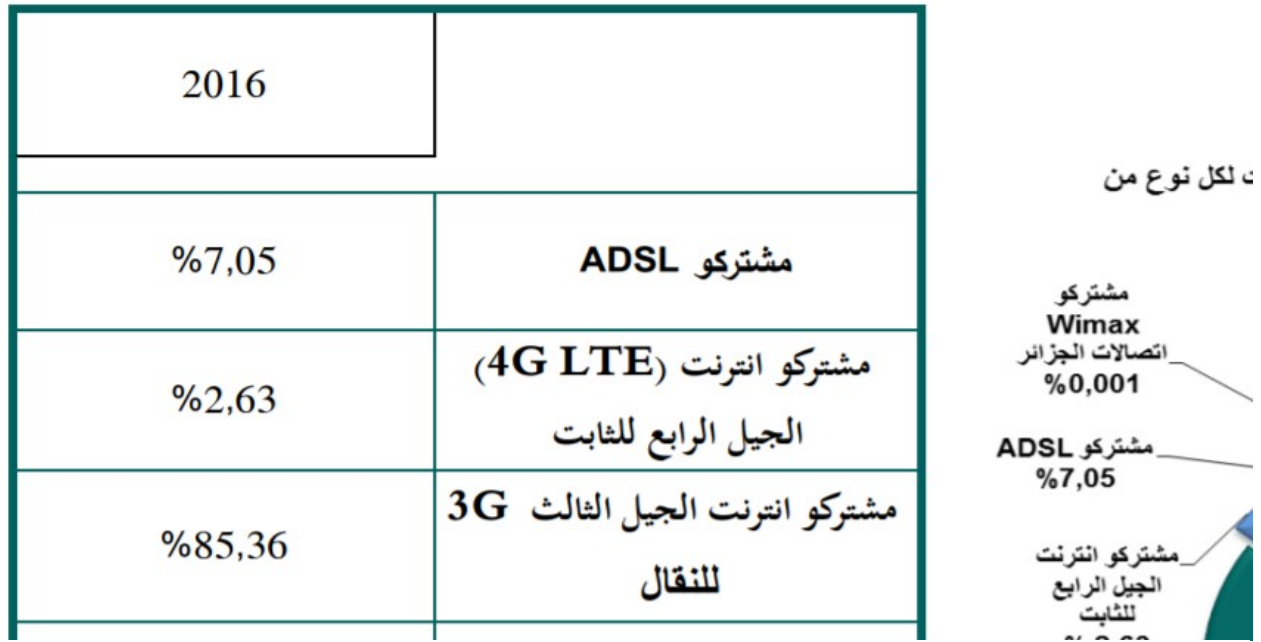 2016
مشتركو ADSL
%7,05
مشتركو انترنت (4G LTE)
الجيل الرابع للثابت
%2,63
مشتركو انترنت الجيل الثالث 3G
للنقال
%85,36
لكل نوع من
مشتركو
Wimax
اتصالات الجزائر
%0,001
مشتركو ADSL
%7,05
مشتركو انترنت
الجيل الرابع
للثابت